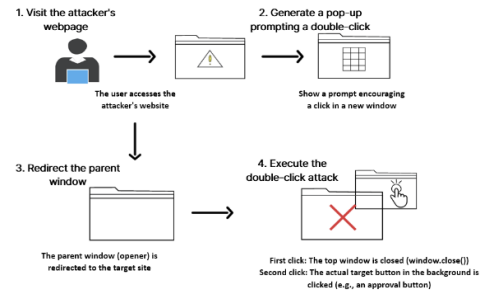 1. Visit the attacker's
webpage
2. Generate a pop-up
prompting a double-click
The user accesses the
attacker's website
Show a prompt encouraging
a click in a new window
3. Redirect the parent
window
4. Execute the
double-click attack
The parent window (opener) is
redirected to the target site
First click: The top window is closed (window.close())
Second click: The actual target button in the background is
clicked (e.g., an approval button)